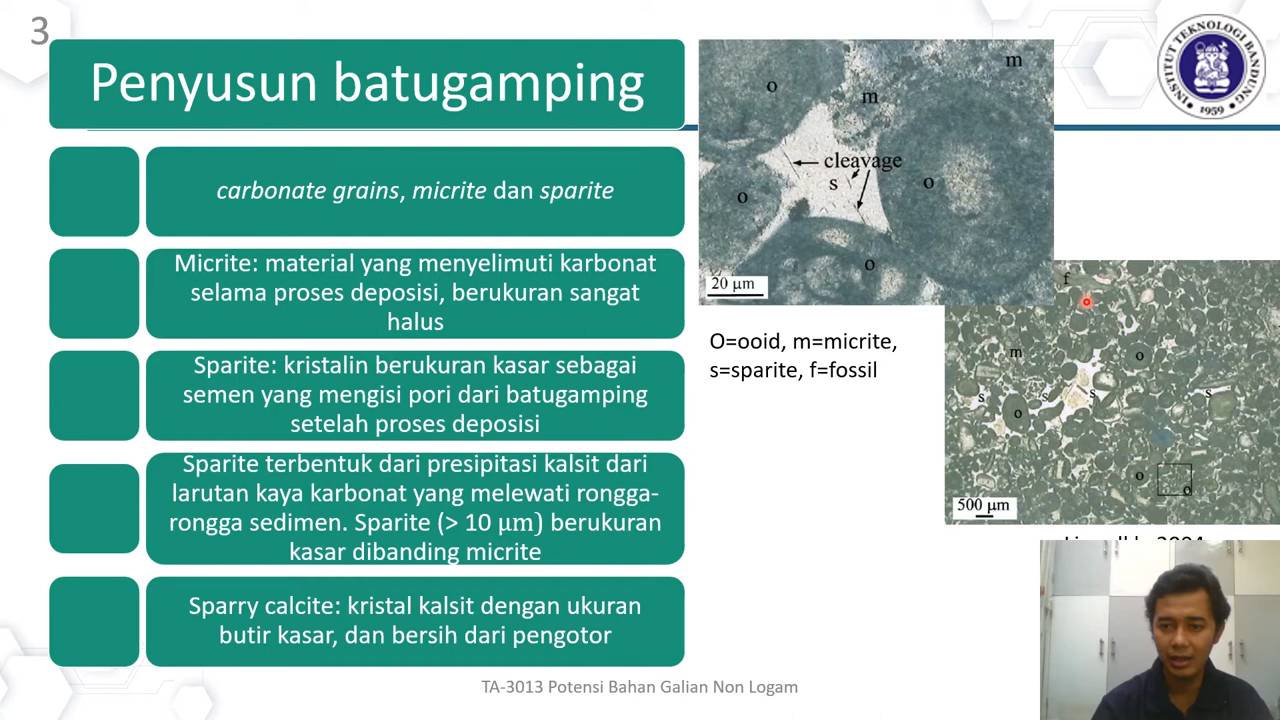 3
Penyusun batugamping
carbonate grains, micrite dan sparite
Micrite: material yang menyelimuti karbonat
selama proses deposisi, berukuran sangat
halus
Sparite: kristalin berukuran kasar sebagai
semen yang mengisi pori dari batugamping
setelah proses deposisi
Sparite terbentuk dari presipitasi kalsit dari
larutan kaya karbonat yang melewati rongga-
rongga sedimen. Sparite (> 10 μm) berukuran
kasar dibanding micrite
Sparry calcite: kristal kalsit dengan ukuran
butir kasar, dan bersih dari pengotor
o
m
m
cleavage
s
o
o
o
20 μm
O=ooid, m=micrite,
s=sparite, f=fossil
f
m
o
s
s
s
s
o
o
o
500 μm
INSTITUT TEKNOLOGI BANDUNG
1959
TA-3013 Potensi Bahan Galian Non Logam